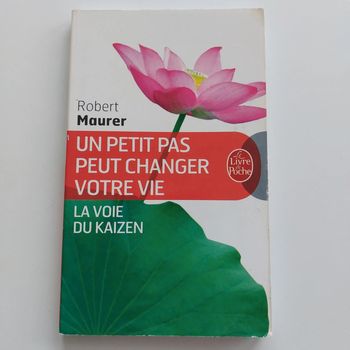 Robert
Maurer
UN PETIT PAS
PEUT CHANGER
VOTRE VIE
Le
Livre
de
Poche
LA VOIE
DU KAIZEN